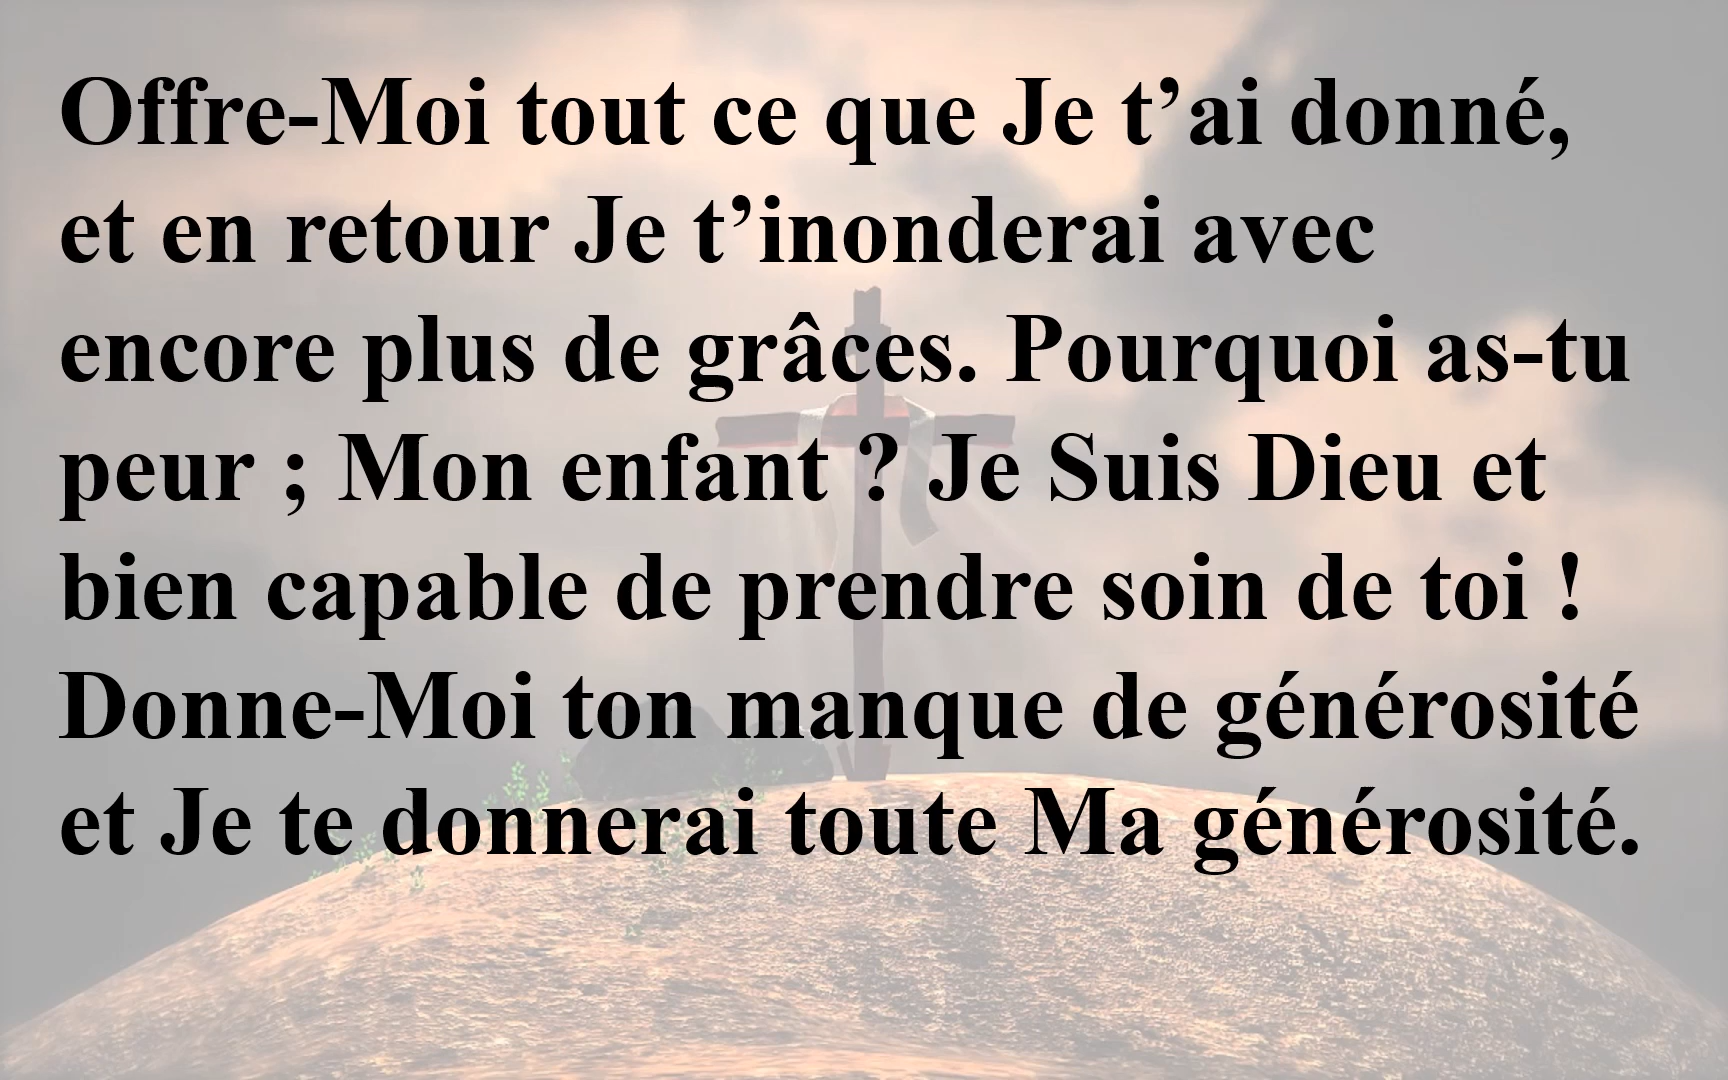 Offre-Moi tout ce que Je t’ai donné,
et en retour Je t’inonderai avec
encore plus de grâces. Pourquoi as-tu
peur ; Mon enfant ? Je Suis Dieu et
bien capable de prendre soin de toi !
Donne-Moi ton manque de générosité
et Je te donnerai toute Ma générosité.